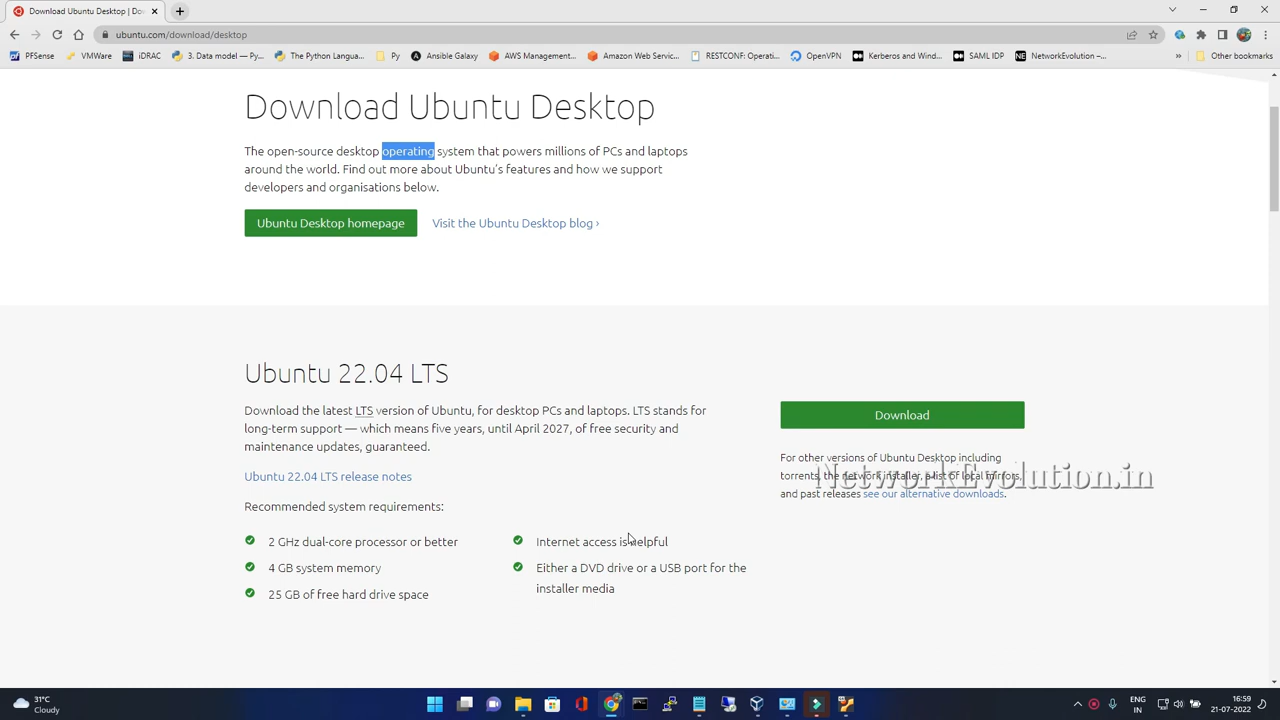 Download Ubuntu Desktop | Do
ubuntu.com/download/desktop
PFSense
VMWare
iDRAC
3. Data model — Py...
The Python Langua...
Py
Ansible Galaxy
AWS Management...
Amazon Web Servic...
RESTCONF: Operati...
OpenVPN
Kerberos and Wind...
SAML IDP
NE
NetworkEvolution –...
»
Other bookmarks
Download Ubuntu Desktop
The open-source desktop operating system that powers millions of PCs and laptops
around the world. Find out more about Ubuntu's features and how we support
developers and organisations below.
Ubuntu Desktop homepage
Visit the Ubuntu Desktop blog ›
Ubuntu 22.04 LTS
Download the latest LTS version of Ubuntu, for desktop PCs and laptops. LTS stands for
long-term support — which means five years, until April 2027, of free security and
maintenance updates, guaranteed.
Ubuntu 22.04 LTS release notes
Recommended system requirements:
2 GHz dual-core processor or better
4 GB system memory
25 GB of free hard drive space
Internet access is helpful
Either a DVD drive or a USB port for the
installer media
Download
For other versions of Ubuntu Desktop including
torrents, the network installer, a list of local mirrors,
and past releases see our alternative downloads.
NetworkEvolution.in
31°C
Cloudy
ENG
IN
16:59
21-07-2022